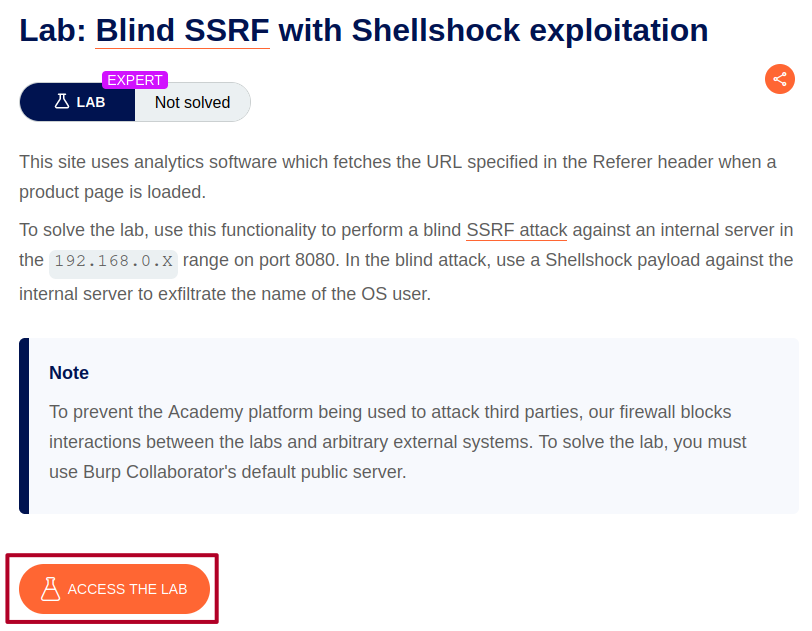 Lab: Blind SSRF with Shellshock exploitation
EXPERT
LAB
Not solved
This site uses analytics software which fetches the URL specified in the Referer header when a
product page is loaded.
To solve the lab, use this functionality to perform a blind SSRF attack against an internal server in
the 192.168.0.X range on port 8080. In the blind attack, use a Shellshock payload against the
internal server to exfiltrate the name of the OS user.
Note
To prevent the Academy platform being used to attack third parties, our firewall blocks
interactions between the labs and arbitrary external systems. To solve the lab, you must
use Burp Collaborator's default public server.
ACCESS THE LAB